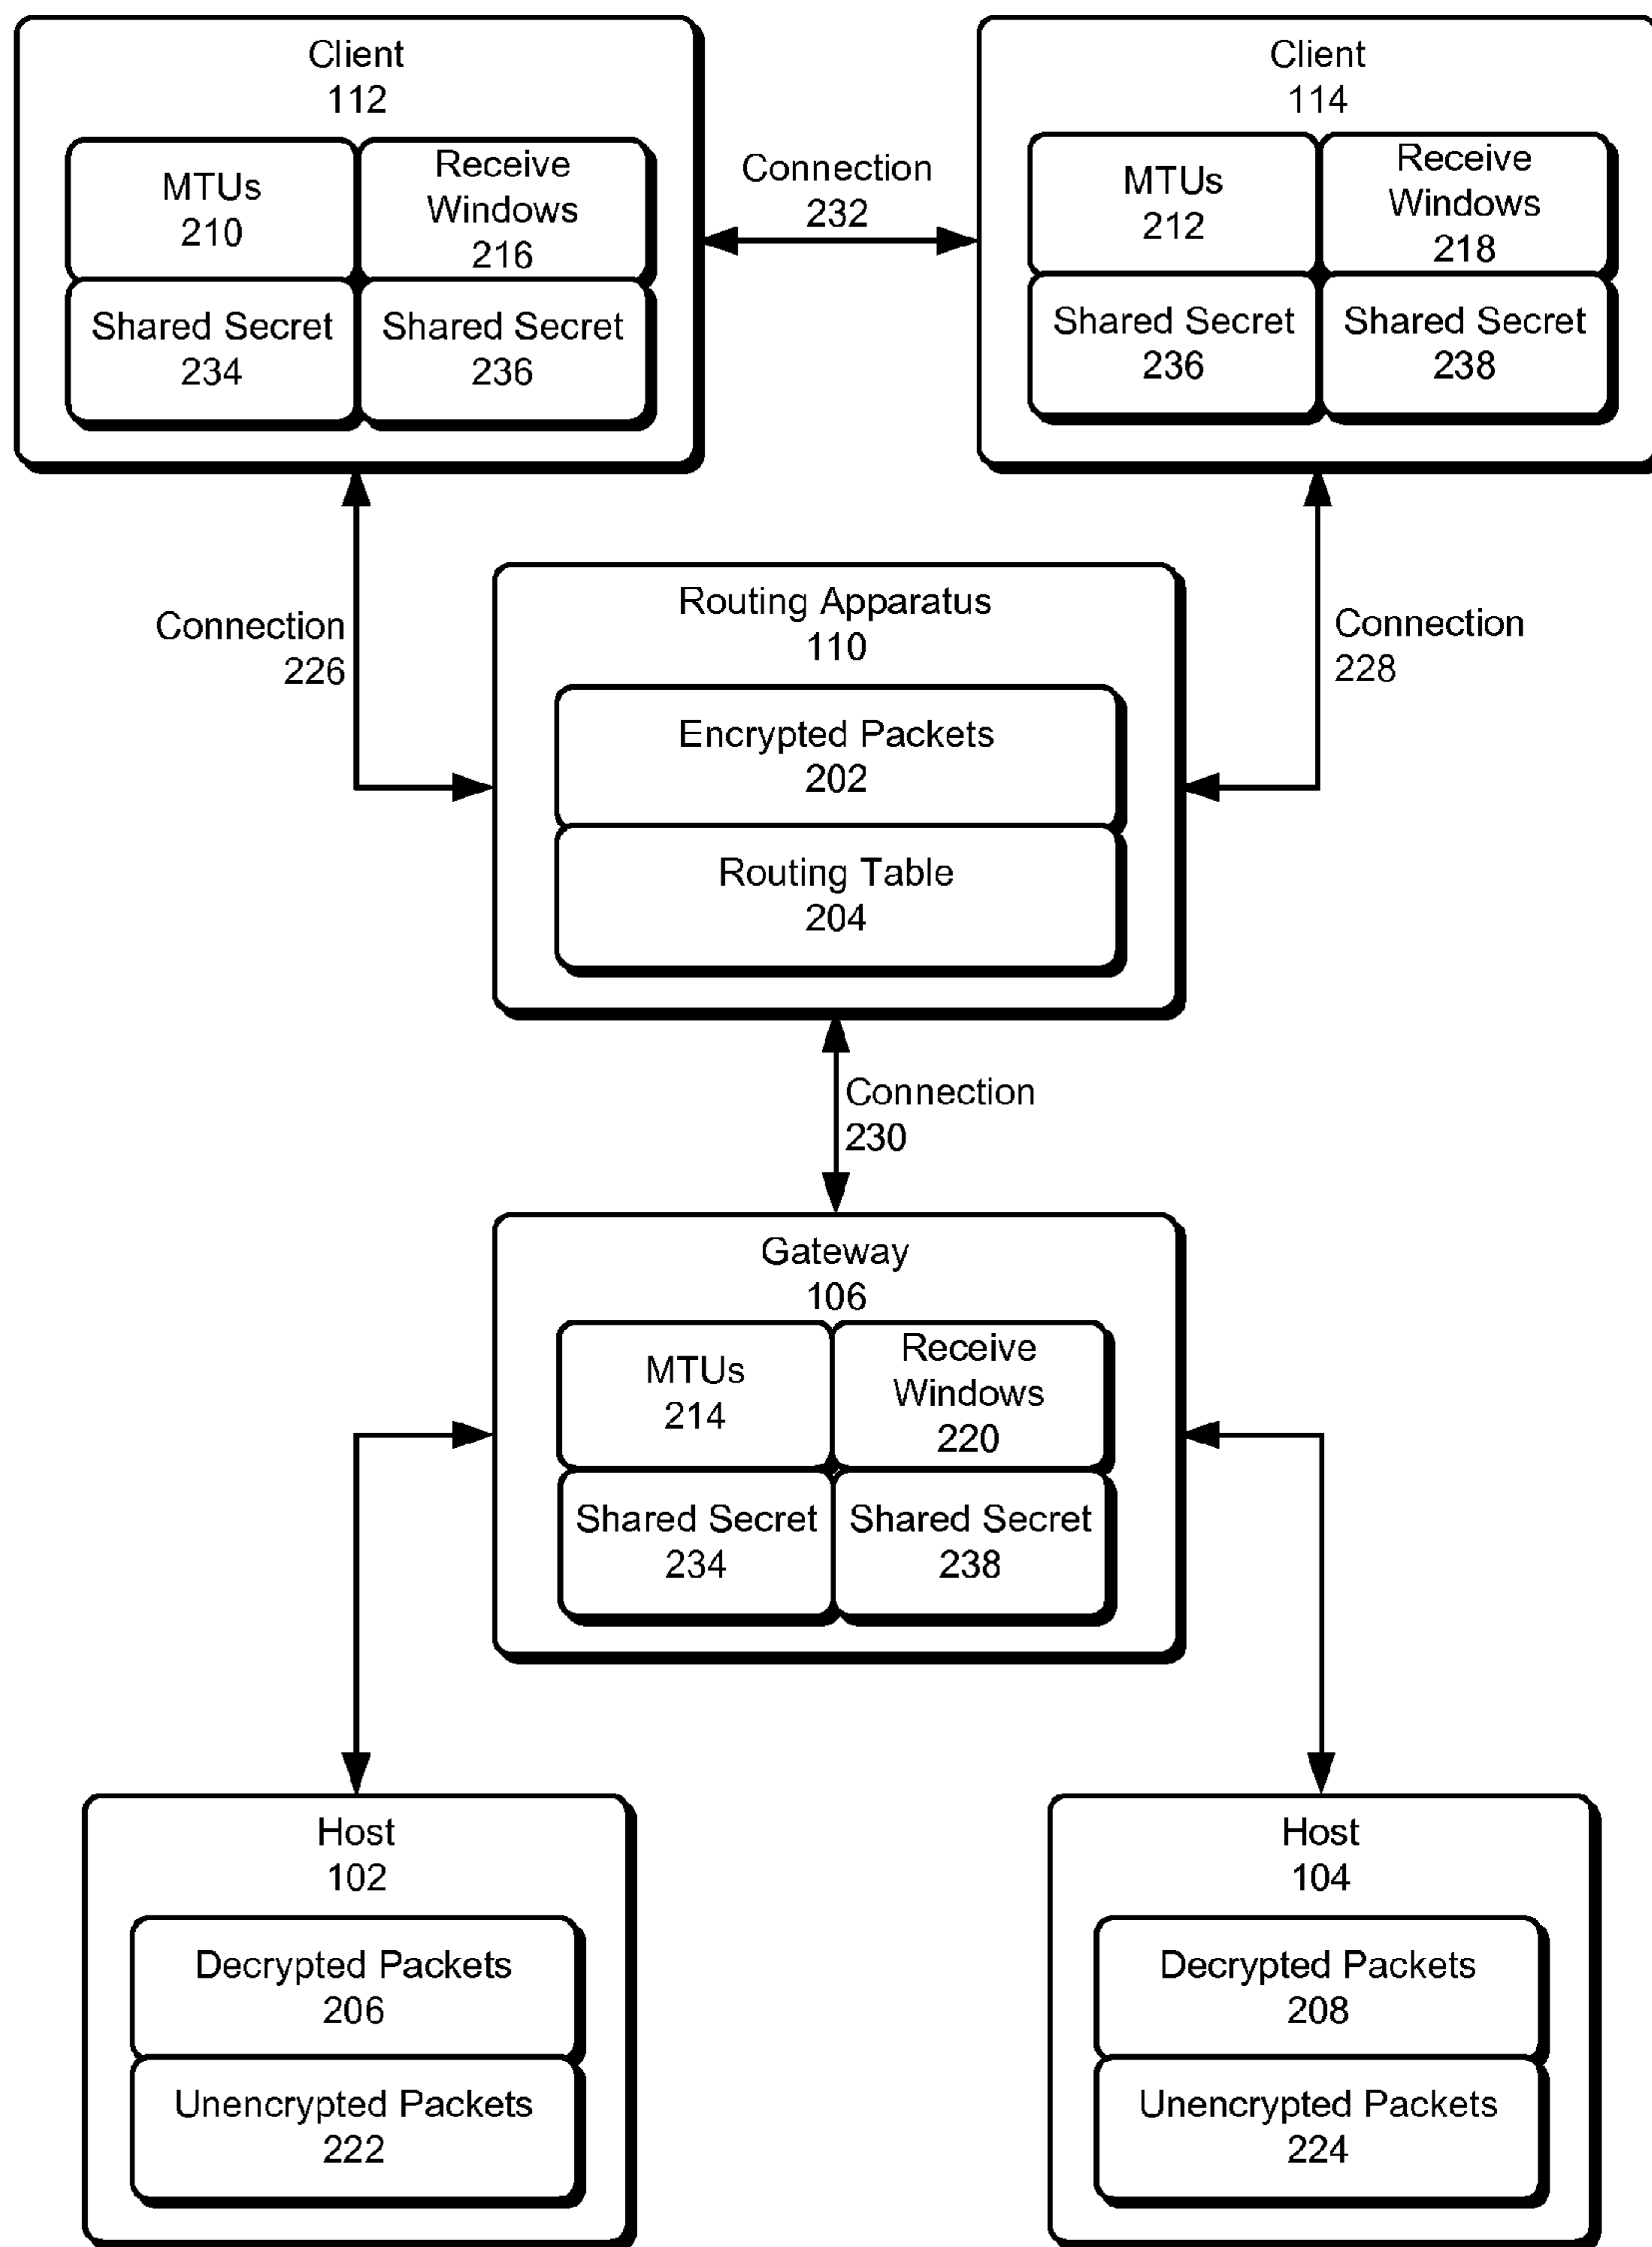 Client
112
MTUs
210
Receive
Windows
216
Shared Secret
234
Shared Secret
236
Connection
232
Client
114
MTUs
212
Receive
Windows
218
Shared Secret
236
Shared Secret
238
Connection
226
Routing Apparatus
110
Encrypted Packets
202
Routing Table
204
Connection
228
Connection
230
Gateway
106
MTUs
214
Receive
Windows
220
Shared Secret
234
Shared Secret
238
Host
102
Decrypted Packets
206
Unencrypted Packets
222
Host
104
Decrypted Packets
208
Unencrypted Packets
224